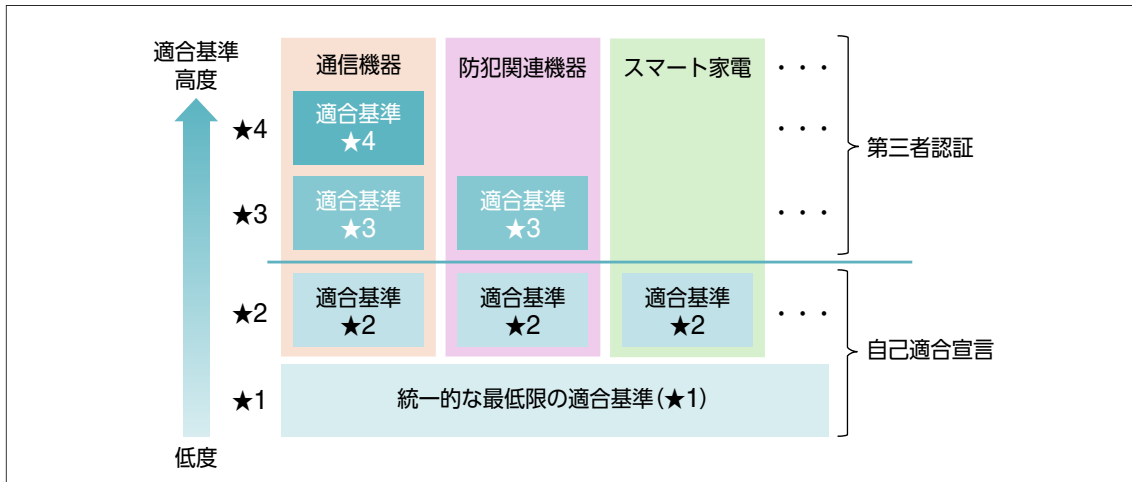 適合基準
高度
通信機器
防犯関連機器
スマート家電
・・・
★4
適合基準
★4
・・・
第三者認証
★3
適合基準
★3
適合基準
★3
・・・
★2
適合基準
★2
適合基準
★2
適合基準
★2
・・・
自己適合宣言
★1
統一的な最低限の適合基準(★1)
低度